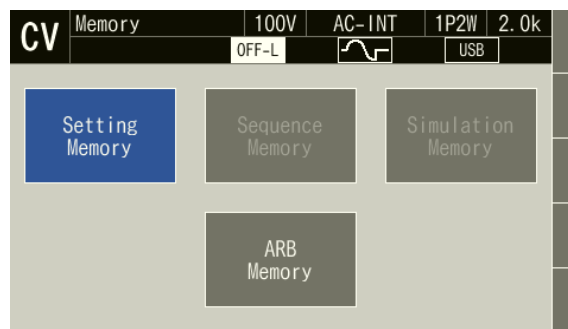 CV Memory 100V AC-INT 1P2W 2.0k
OFF-L USB
Setting Memory
Sequence Memory
Simulation Memory
ARB Memory